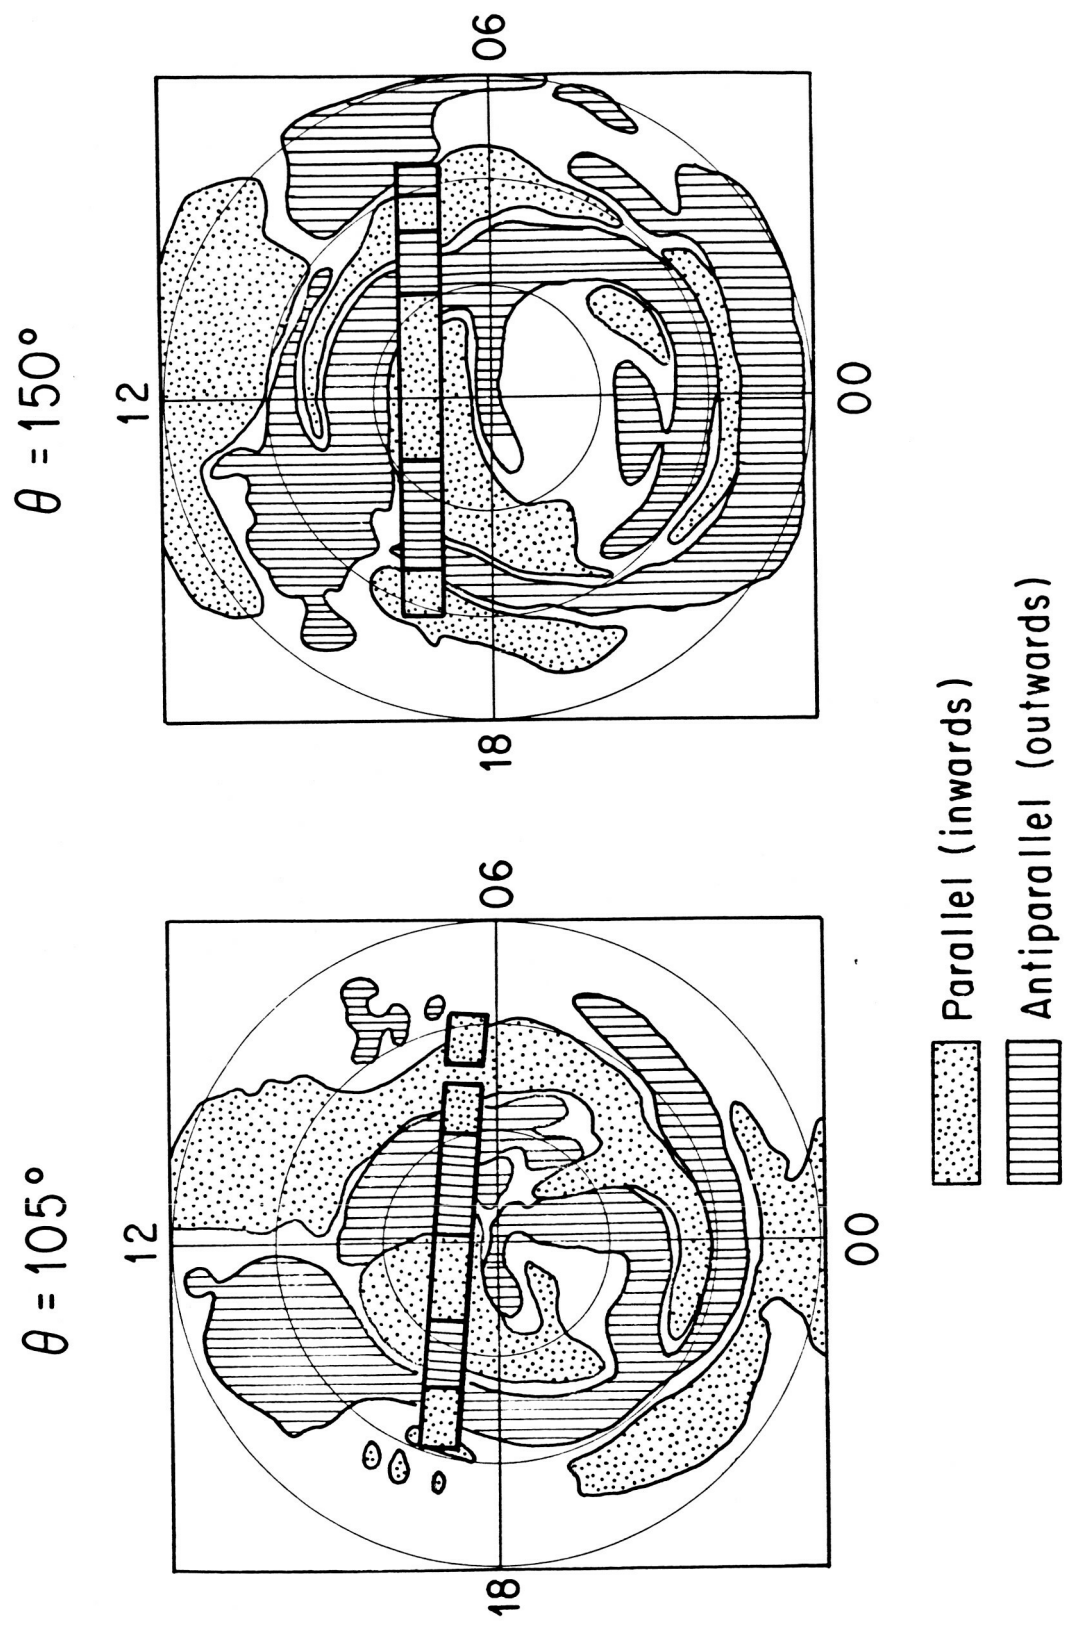 θ = 105°
12
18
06
00
θ = 150°
12
18
06
00
Parallel (inwards)
Antiparallel (outwards)